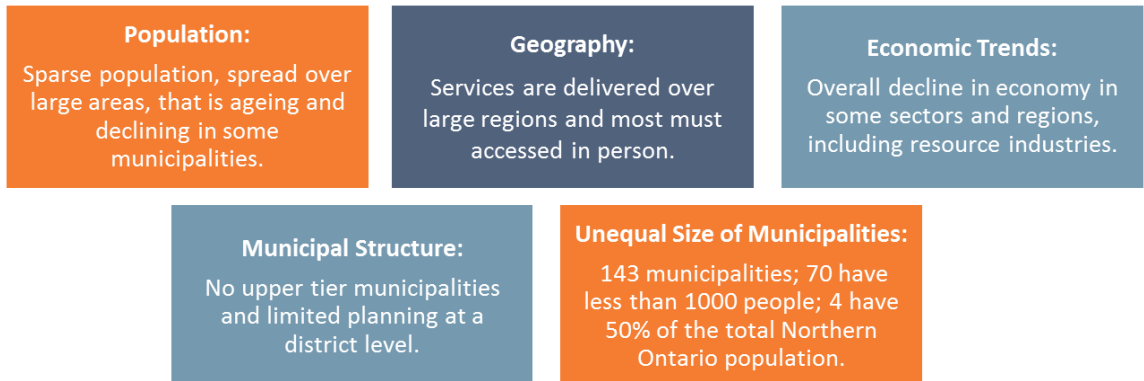 Population:
Sparse population, spread over
large areas, that is ageing and
declining in some
municipalities.
Geography:
Services are delivered over
large regions and most must
accessed in person.
Economic Trends:
Overall decline in economy in
some sectors and regions,
including resource industries.
Municipal Structure:
No upper tier municipalities
and limited planning at a
district level.
Unequal Size of Municipalities:
143 municipalities; 70 have
less than 1000 people; 4 have
50% of the total Northern
Ontario population.